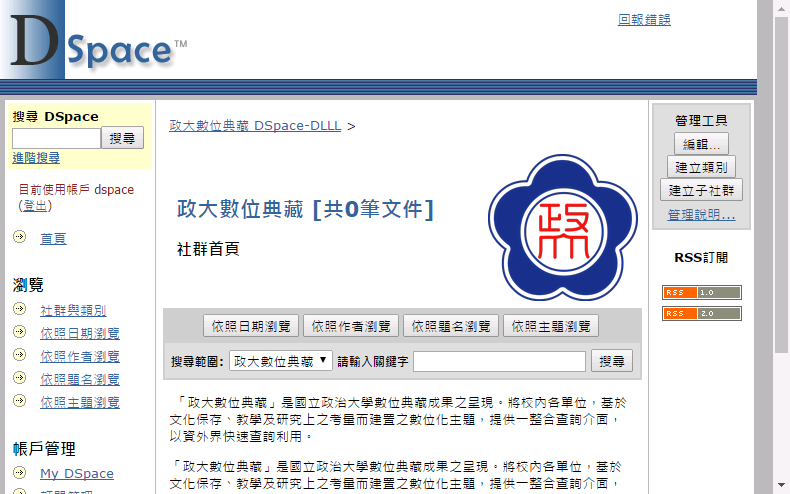 回報錯誤
DSpace™
搜尋 DSpace
搜尋
進階搜尋
目前使用帳戶 dspace
(登出)
首頁
瀏覽
社群與類別
依照日期瀏覽
依照作者瀏覽
依照題名瀏覽
依照主題瀏覽
帳戶管理
My DSpace
政大數位典藏 DSpace-DLLL >
政大數位典藏 [共0筆文件]
社群首頁
政大
依照日期瀏覽 依照作者瀏覽 依照題名瀏覽 依照主題瀏覽
搜尋範圍: 政大數位典藏 請輸入關鍵字 搜尋
「政大數位典藏」是國立政治大學數位典藏成果之呈現。將校內各單位，基於
文化保存、教學及研究上之考量而建置之數位化主題，提供一整合查詢介面，
以資外界快速查詢利用。
「政大數位典藏」是國立政治大學數位典藏成果之呈現。將校內各單位，基於
文化保存、教學及研究上之考量而建置之數位化主題，提供一整合查詢介面，
管理工具
編輯...
建立類別
建立子社群
管理說明...
RSS訂閱
RSS 1.0
RSS 2.0